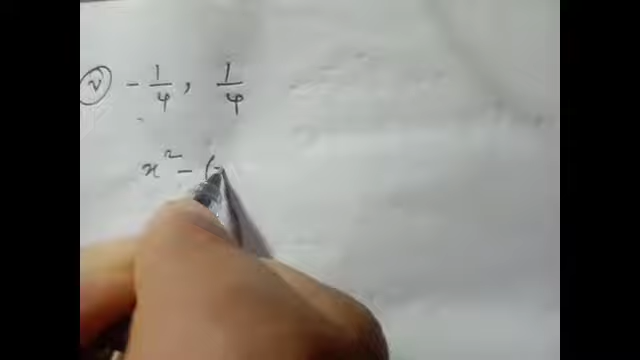 (v) - 1/4, 1/4
x² - (-